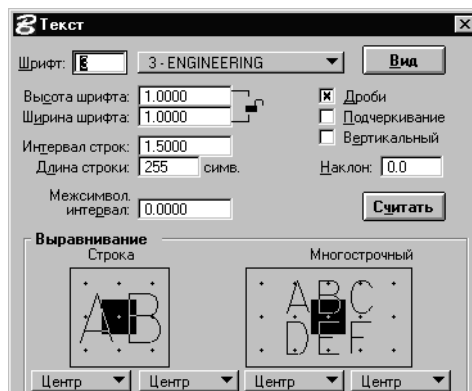 Текст
Шрифт: 3 3 - ENGINEERING Вид
Высота шрифта: 1.0000 Дроби
Ширина шрифта: 1.0000 Подчеркивание
Вертикальный
Интервал строк: 1.5000
Длина строки: 255 симв. Наклон: 0.0
Межсимвол.
интервал: 0.0000 Считать
Выравнивание
Строка Многострочный
AB ABC
DEF
Центр Центр Центр Центр